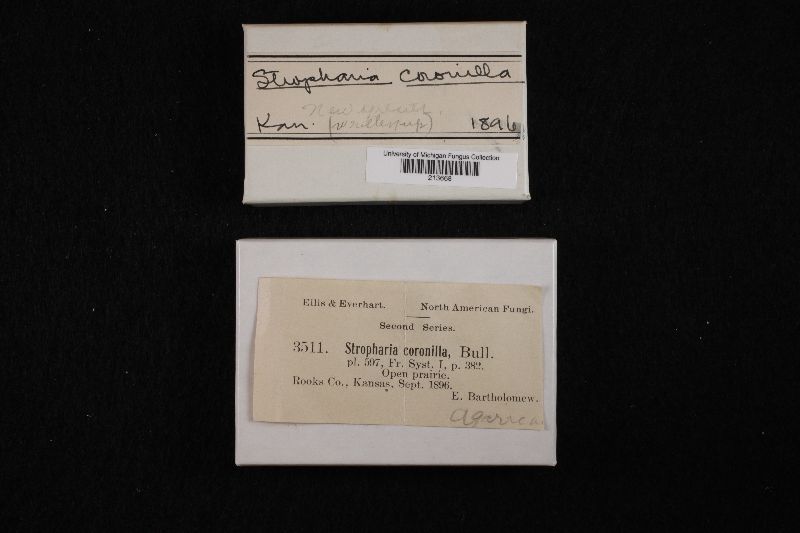 Stropharia coronilla
Kan. 1896
University of Michigan Fungus Collection
213668
Ellis & Everhart. North American Fungi.
Second Series.
3511. Stropharia coronilla, Bull.
pl. 597, Fr. Syst. I, p. 382.
Open prairie.
Rooks Co., Kansas, Sept. 1896.
E. Bartholomew.